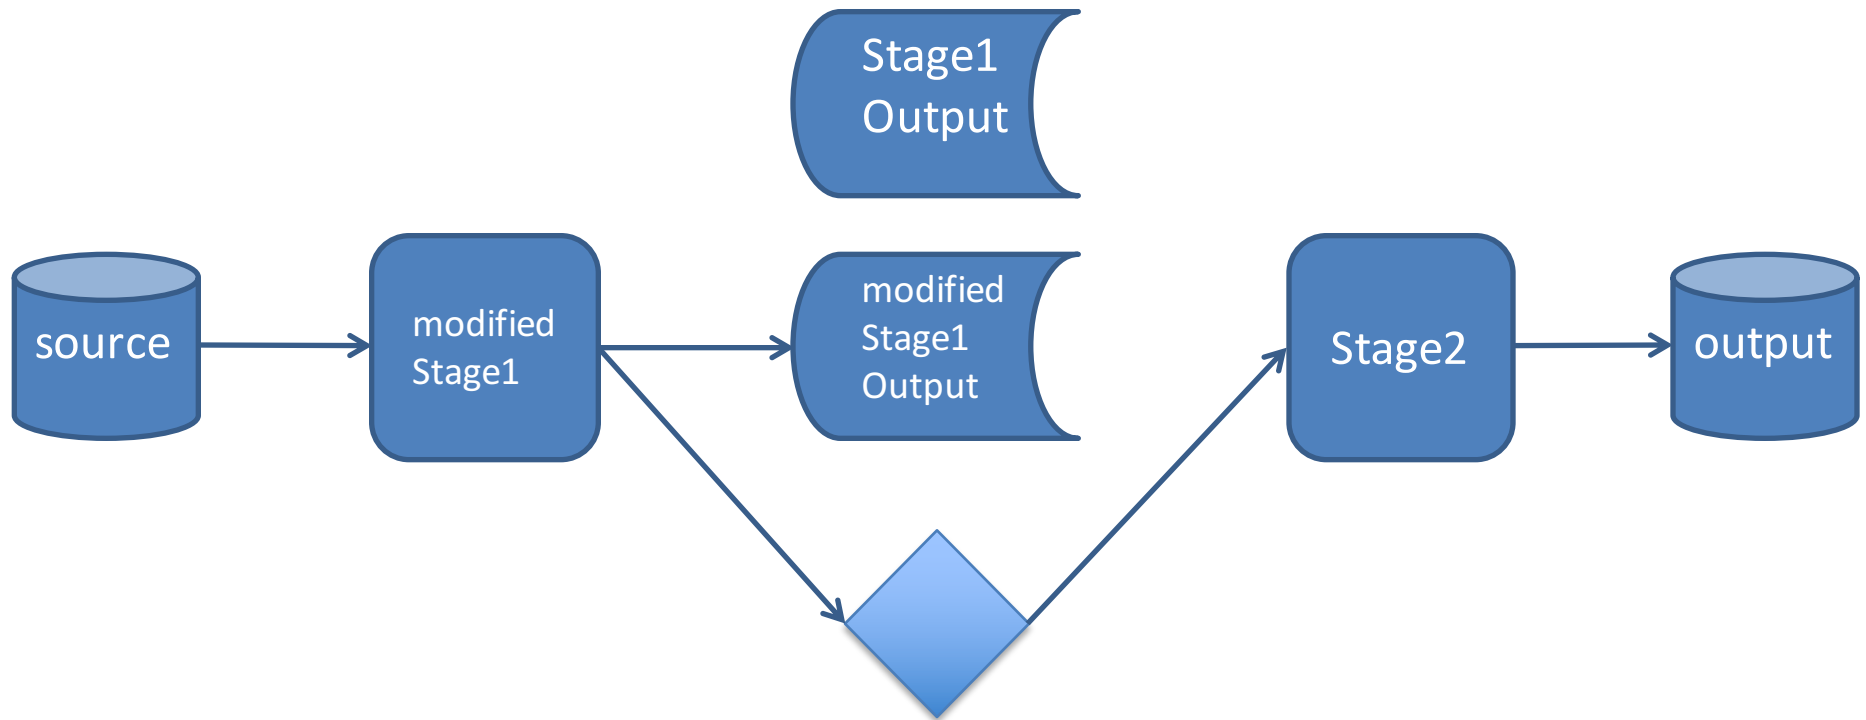 Stage1
Output
source
modified
Stage1
modified
Stage1
Output
Stage2
output